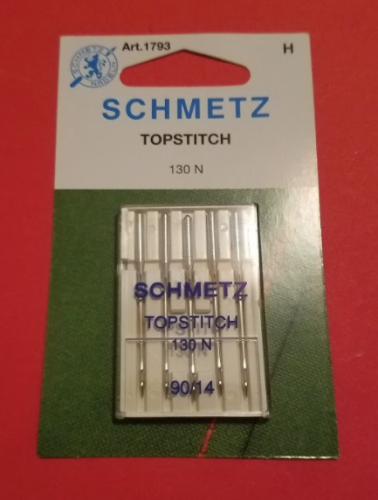 Art.1793
H
SCHMETZ
TOPSTITCH
130 N
SCHMETZ
TOPSTITCH
130 N
90/14